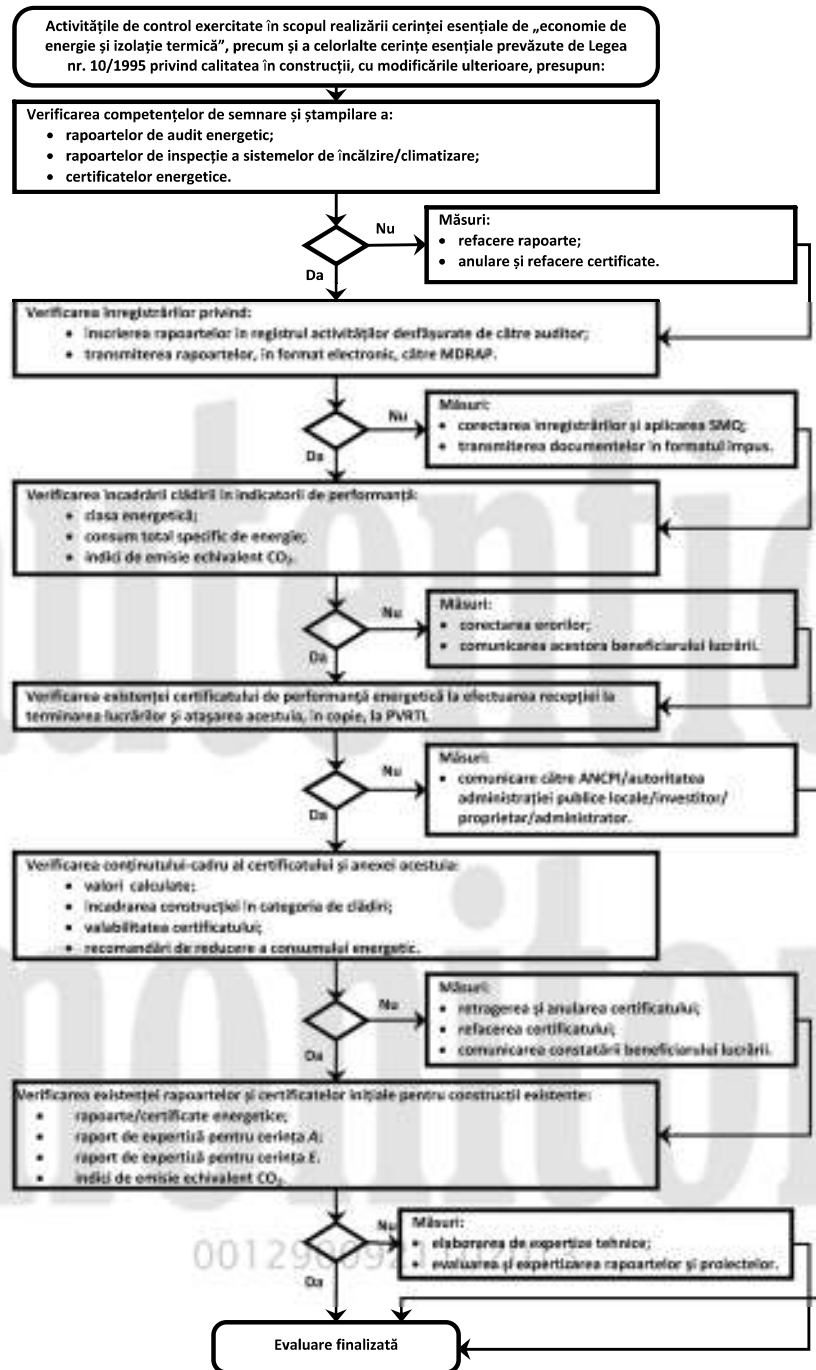 Activitățile de control exercitate în scopul realizării cerinței esențiale de „economie de
energie și izolație termică”, precum și a celorlalte cerințe esențiale prevăzute de Legea
nr. 10/1995 privind calitatea în construcții, cu modificările ulterioare, presupun:
Verificarea competențelor de semnare și ștampilare a:
• rapoartelor de audit energetic;
• rapoartelor de inspecție a sistemelor de încălzire/climatizare;
• certificatelor energetice.
Nu
Măsuri:
• refacere rapoarte;
• anulare și refacere certificate.
Da
Verificarea înregistrărilor privind:
• înscrierea rapoartelor în registrul activităților desfășurate de către auditor;
• transmiterea rapoartelor, în format electronic, către MDRAP.
Nu
Măsuri:
• corectarea înregistrărilor și aplicarea SMQ;
• transmiterea documentelor în formatul impus.
Da
Verificarea încadrării clădirii în indicatorii de performanță:
• clasa energetică;
• consum total specific de energie;
• indici de emisie echivalent CO₂.
Nu
Măsuri:
• corectarea erorilor;
• comunicarea acestora beneficiarului lucrării.
Da
Verificarea existenței certificatului de performanță energetică la efectuarea recepției la
terminarea lucrărilor și atașarea acestuia, în copie, la PVRTL
Nu
Măsuri:
• comunicare către ANCPI/autoritatea
administrației publice locale/investitor/
proprietar/administrator.
Da
Verificarea conținutului-cadru al certificatului și anexei acestuia:
• valori calculate;
• încadrarea construcției în categoria de clădiri;
• valabilitatea certificatului;
• recomandări de reducere a consumului energetic.
Nu
Măsuri:
• retragerea și anularea certificatului;
• refacerea certificatului;
• comunicarea constatării beneficiarului lucrării.
Da
Verificarea existenței rapoartelor și certificatelor inițiale pentru construcții existente:
• rapoarte/certificate energetice;
• raport de expertiză pentru cerința A;
• raport de expertiză pentru cerința E.
• indici de emisie echivalent CO₂.
Nu
Măsuri:
• elaborarea de expertize tehnice;
• evaluarea și expertizarea rapoartelor și proiectelor.
Da
Evaluare finalizată
autentic
monitor